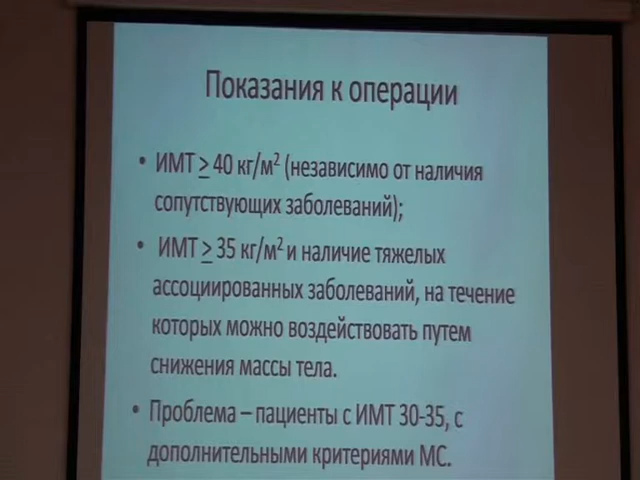 Показания к операции
• ИМТ ≥ 40 кг/м² (независимо от наличия
сопутствующих заболеваний);
• ИМТ ≥ 35 кг/м² и наличие тяжелых
ассоциированных заболеваний, на течение
которых можно воздействовать путем
снижения массы тела.
• Проблема – пациенты с ИМТ 30-35, с
дополнительными критериями МС.